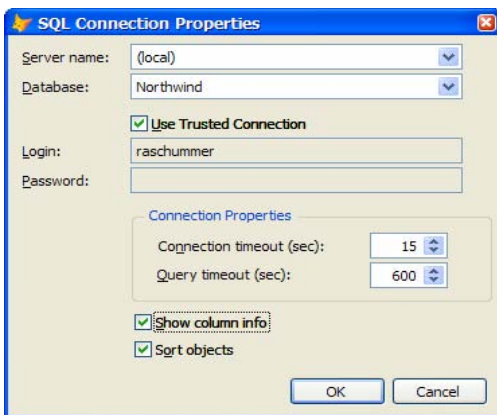 SQL Connection Properties
Server name: (local)
Database: Northwind
Use Trusted Connection
Login: raschummer
Password:
Connection Properties
Connection timeout (sec): 15
Query timeout (sec): 600
Show column info
Sort objects
OK Cancel